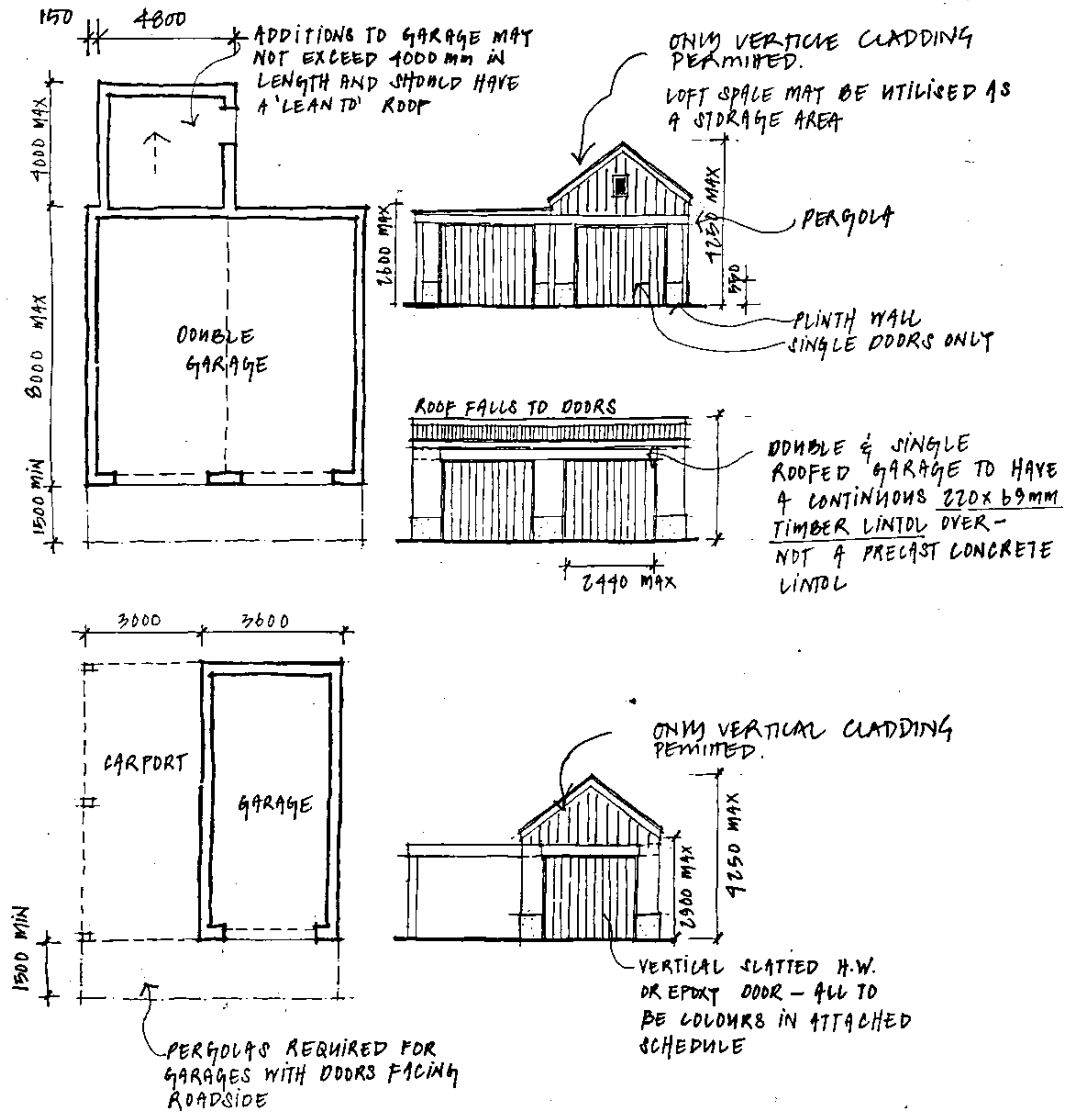 150 4800
ADDITIONS TO GARAGE MAY
NOT EXCEED 4000 mm IN
LENGTH AND SHOULD HAVE
A 'LEAN TO' ROOF
4000 MAX
8000 MAX
1500 MIN
DOUBLE
GARAGE
ONLY VERTICLE CLADDING
PERMITTED.
LOFT SPACE MAY BE UTILISED AS
A STORAGE AREA
2600 MAX
4250 MAX
550
PERGOLA
PLINTH WALL
SINGLE DOORS ONLY
ROOF FALLS TO DOORS
2440 MAX
DOUBLE & SINGLE
ROOFED GARAGE TO HAVE
A CONTINUOUS 220 x 69mm
TIMBER LINTOL OVER -
NOT A PRECAST CONCRETE
LINTOL
3000 3600
CARPORT
GARAGE
1500 MIN
PERGOLAS REQUIRED FOR
GARAGES WITH DOORS FACING
ROADSIDE
ONLY VERTICAL CLADDING
PEMITTED.
2900 MAX
4250 MAX
VERTICAL SLATTED H.W.
OR EPOXY DOOR - ALL TO
BE COLOURS IN ATTACHED
SCHEDULE